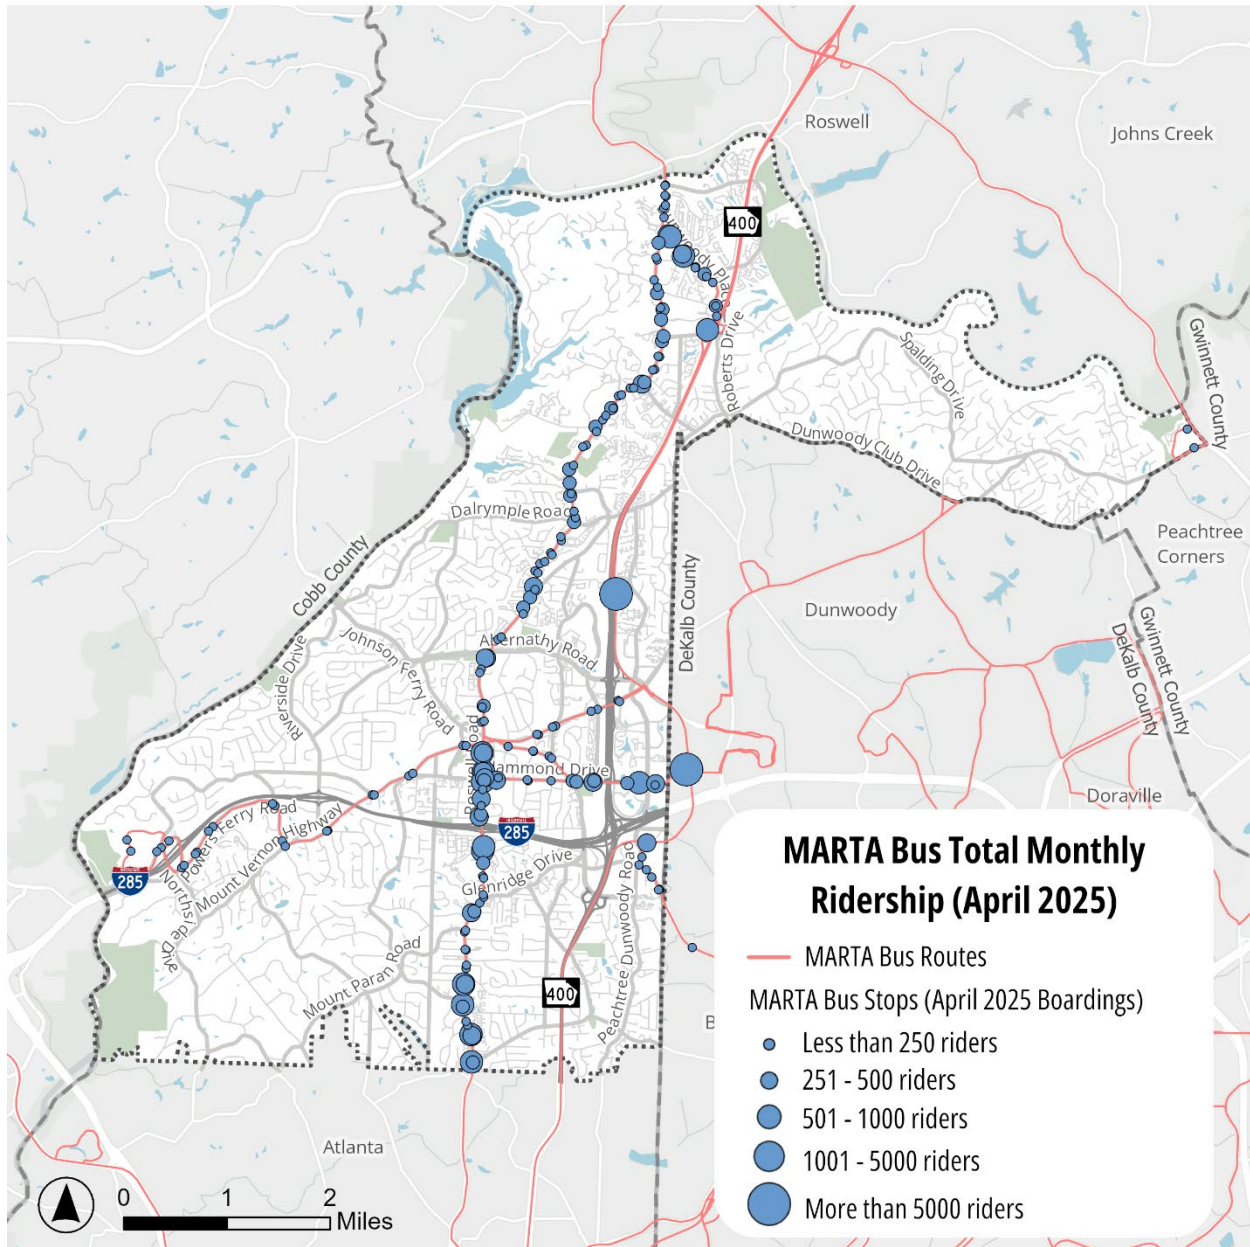 Roswell
Johns Creek
400
Dunwoody Place
Roberts Drive
Spalding Drive
Gwinnett County
Dunwoody Club Drive
Dalrymple Road
Peachtree
Corners
Cobb County
DeKalb County
Dunwoody
Gwinnett County
DeKalb County
Johnson Ferry Road
Abernathy Road
Riverside Drive
Roswell Road
Hammond Drive
Doraville
Powers Ferry Road
285
Mount Vernon Highway
285
Glenridge Drive
Northside Drive
Peachtree Dunwoody Road
Mount Paran Road
400
B
Atlanta
0 1 2
Miles
MARTA Bus Total Monthly
Ridership (April 2025)
MARTA Bus Routes
MARTA Bus Stops (April 2025 Boardings)
Less than 250 riders
251 - 500 riders
501 - 1000 riders
1001 - 5000 riders
More than 5000 riders